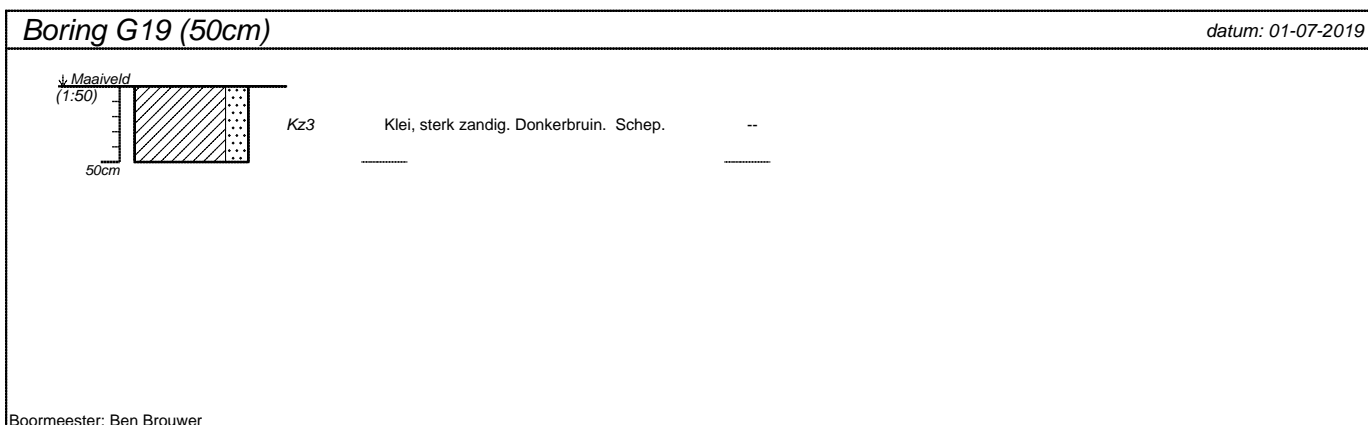 Boring G19 (50cm)
datum: 01-07-2019
Maaiveld
(1:50)
Kz3 Klei, sterk zandig. Donkerbruin. Schep. --
50cm
Boormeester: Ben Brouwer